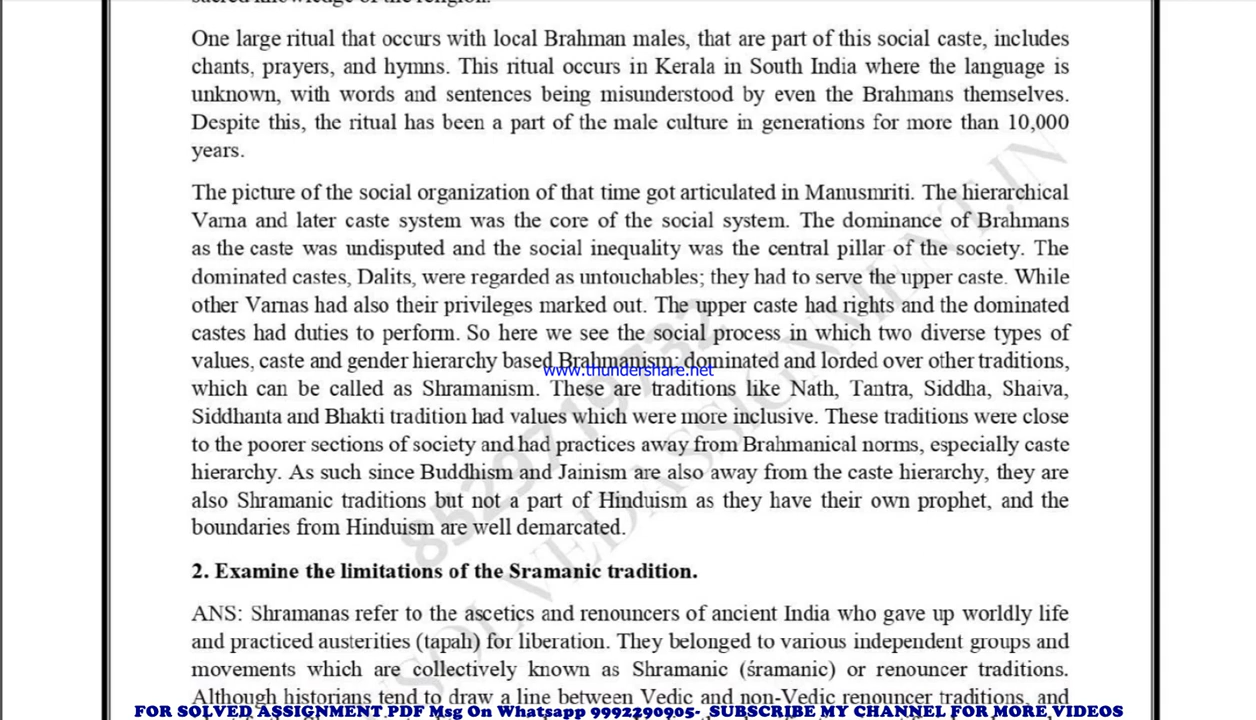 One large ritual that occurs with local Brahman males, that are part of this social caste, includes
chants, prayers, and hymns. This ritual occurs in Kerala in South India where the language is
unknown, with words and sentences being misunderstood by even the Brahmans themselves.
Despite this, the ritual has been a part of the male culture in generations for more than 10,000
years.
The picture of the social organization of that time got articulated in Manusmriti. The hierarchical
Varna and later caste system was the core of the social system. The dominance of Brahmans
as the caste was undisputed and the social inequality was the central pillar of the society. The
dominated castes, Dalits, were regarded as untouchables; they had to serve the upper caste. While
other Varnas had also their privileges marked out. The upper caste had rights and the dominated
castes had duties to perform. So here we see the social process in which two diverse types of
values, caste and gender hierarchy based Brahmanism; dominated and lorded over other traditions,
www.thundershare.net
which can be called as Shramanism. These are traditions like Nath, Tantra, Siddha, Shaiva,
Siddhanta and Bhakti tradition had values which were more inclusive. These traditions were close
to the poorer sections of society and had practices away from Brahmanical norms, especially caste
hierarchy. As such since Buddhism and Jainism are also away from the caste hierarchy, they are
also Shramanic traditions but not a part of Hinduism as they have their own prophet, and the
boundaries from Hinduism are well demarcated.
2. Examine the limitations of the Sramanic tradition.
ANS: Shramanas refer to the ascetics and renouncers of ancient India who gave up worldly life
and practiced austerities (tapah) for liberation. They belonged to various independent groups and
movements which are collectively known as Shramanic (śramanic) or renouncer traditions.
Although historians tend to draw a line between Vedic and non-Vedic renouncer traditions, and
FOR SOLVED ASSIGNMENT PDF Msg On Whatsapp 9992290905- SUBSCRIBE MY CHANNEL FOR MORE VIDEOS